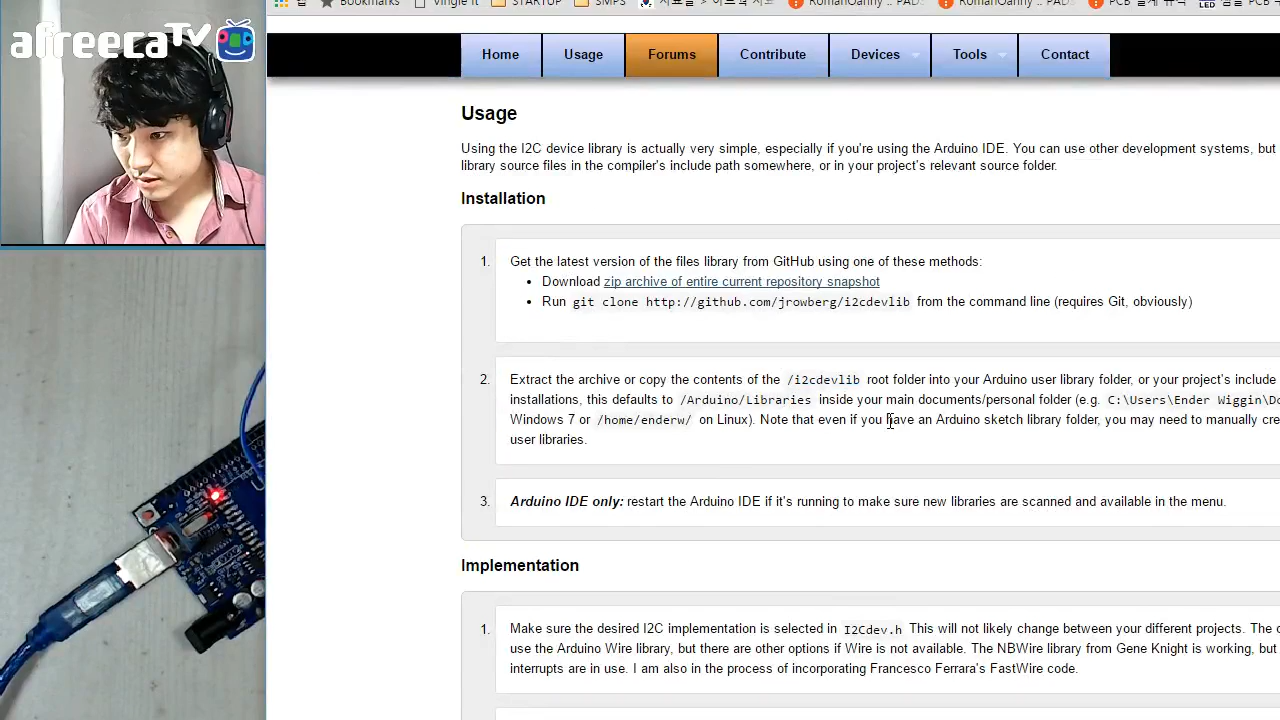 afreecaTV
Bookmarks
Vingle It
STARTUP
SMPS
RomanOanny .. PAD
RomanOanny .. PAD
PCB
LED
PCB
Home
Usage
Forums
Contribute
Devices
Tools
Contact
Usage
Using the I2C device library is actually very simple, especially if you're using the Arduino IDE. You can use other development systems, but
library source files in the compiler's include path somewhere, or in your project's relevant source folder.
Installation
1. Get the latest version of the files library from GitHub using one of these methods:
• Download zip archive of entire current repository snapshot
• Run git clone http://github.com/jrowberg/i2cdevlib from the command line (requires Git, obviously)
2. Extract the archive or copy the contents of the /i2cdevlib root folder into your Arduino user library folder, or your project's include
installations, this defaults to /Arduino/Libraries inside your main documents/personal folder (e.g. C:\Users\Ender Wiggin\Do
Windows 7 or /home/enderw/ on Linux). Note that even if you have an Arduino sketch library folder, you may need to manually cre
user libraries.
3. Arduino IDE only: restart the Arduino IDE if it's running to make sure new libraries are scanned and available in the menu.
Implementation
1. Make sure the desired I2C implementation is selected in I2Cdev.h This will not likely change between your different projects. The c
use the Arduino Wire library, but there are other options if Wire is not available. The NBWire library from Gene Knight is working, but
interrupts are in use. I am also in the process of incorporating Francesco Ferrara's FastWire code.